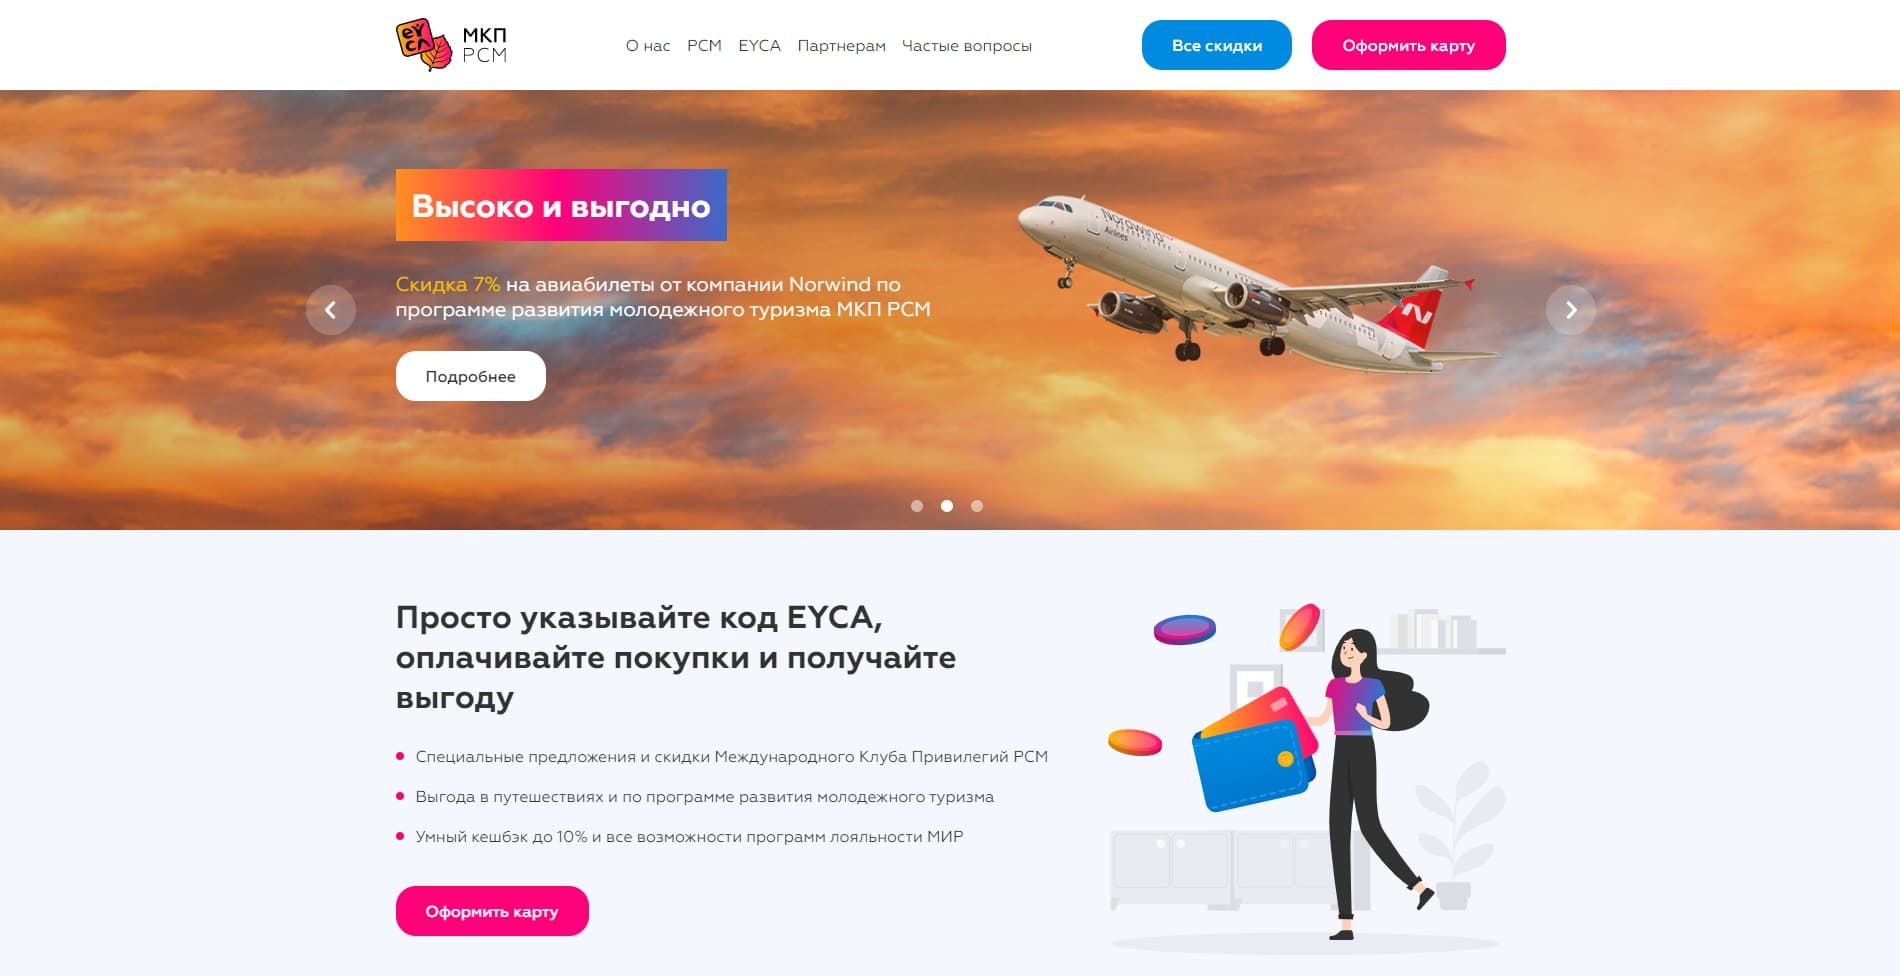 EYCA
МКП
РСМ
О нас РСМ EYCA Партнерам Частые вопросы
Все скидки
Оформить карту
Высоко и выгодно
Nordwind
Airlines
Скидка 7% на авиабилеты от компании Norwind по
программе развития молодежного туризма МКП РСМ
Подробнее
Просто указывайте код EYCA,
оплачивайте покупки и получайте
выгоду
Специальные предложения и скидки Международного Клуба Привилегий РСМ
Выгода в путешествиях и по программе развития молодежного туризма
Умный кешбэк до 10% и все возможности программ лояльности МИР
Оформить карту